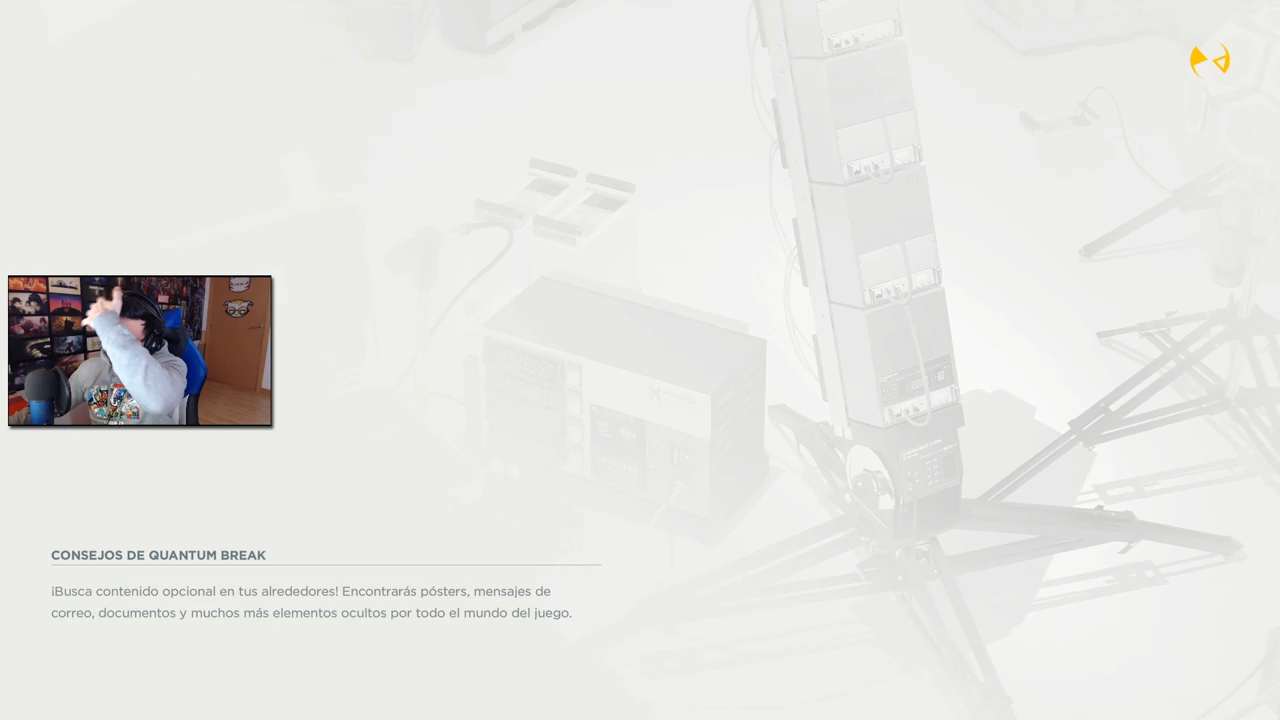 CONSEJOS DE QUANTUM BREAK
¡Busca contenido opcional en tus alrededores! Encontrarás pósters, mensajes de
correo, documentos y muchos más elementos ocultos por todo el mundo del juego.